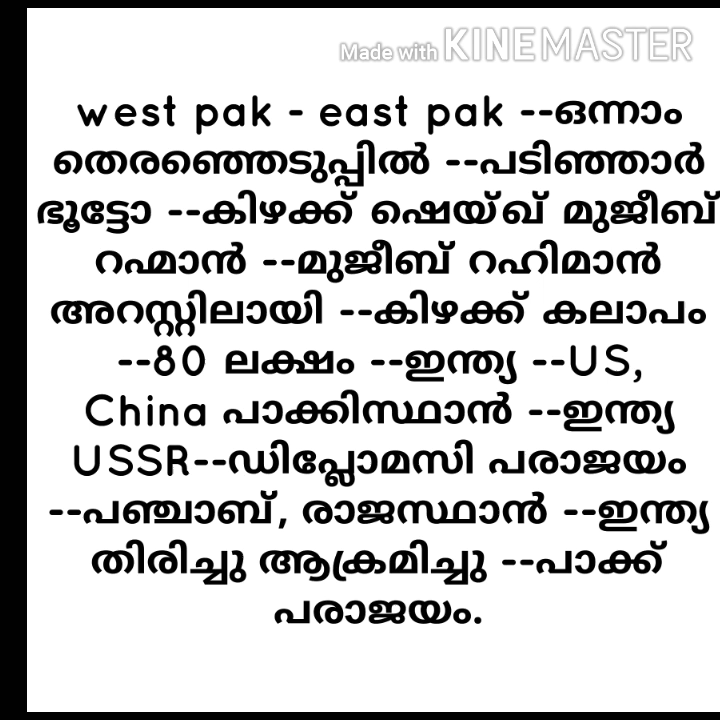 Made with KINEMASTER
west pak - east pak --ഒന്നാം
തെരഞ്ഞെടുപ്പിൽ --പടിഞ്ഞാർ
ഭൂട്ടോ --കിഴക്ക് ഷെയ്ഖ് മുജീബ്
റഹ്മാൻ --മുജീബ് റഹിമാൻ
അറസ്റ്റിലായി --കിഴക്ക് കലാപം
--80 ലക്ഷം --ഇന്ത്യ --US,
China പാക്കിസ്ഥാൻ --ഇന്ത്യ
USSR--ഡിപ്ലോമസി പരാജയം
--പഞ്ചാബ്, രാജസ്ഥാൻ --ഇന്ത്യ
തിരിച്ചു ആക്രമിച്ചു --പാക്ക്
പരാജയം.